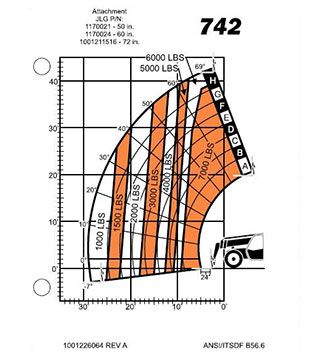 Attachment
JLG P/N:
1170021 - 50 in.
1170024 - 60 in.
1001211516 - 72 in.
742
6000 LBS
5000 LBS
69°
60°
50°
40°
30°
20°
10°
0°
-7°
24"
H
G
F
E
D
C
B
A
1000 LBS
1500 LBS
2000 LBS
3000 LBS
4000 LBS
7000 LBS
40'
30'
20'
10'
0'
30'
20'
10'
0'
1001226064 REV A
ANSI/ITSDF B56.6